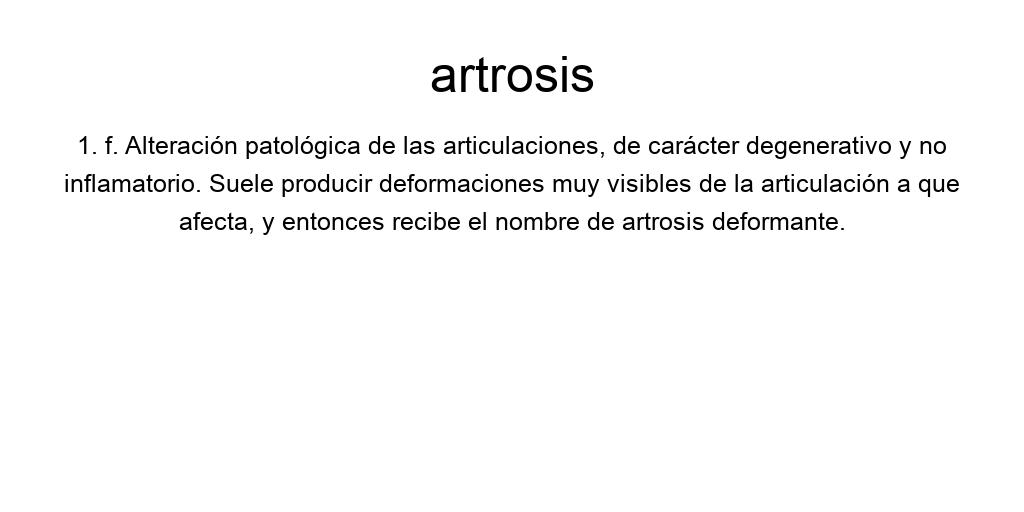 artrosis
1. f. Alteración patológica de las articulaciones, de carácter degenerativo y no
inflamatorio. Suele producir deformaciones muy visibles de la articulación a que
afecta, y entonces recibe el nombre de artrosis deformante.